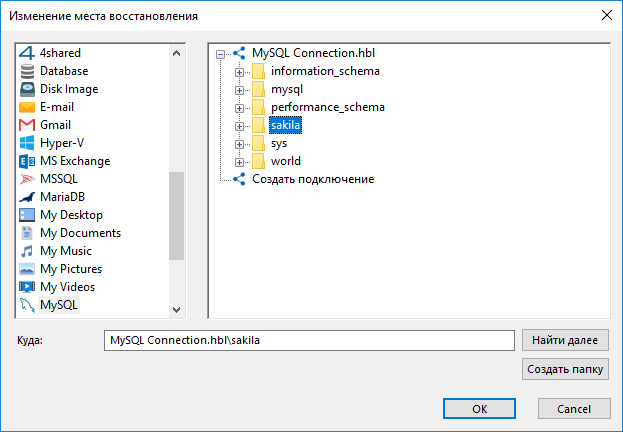 Изменение места восстановления
4shared
Database
Disk Image
E-mail
Gmail
Hyper-V
MS Exchange
MSSQL
MariaDB
My Desktop
My Documents
My Music
My Pictures
My Videos
MySQL
MySQL Connection.hbl
information_schema
mysql
performance_schema
sakila
sys
world
Создать подключение
Куда:
MySQL Connection.hbl\sakila
Найти далее
Создать папку
OK
Cancel